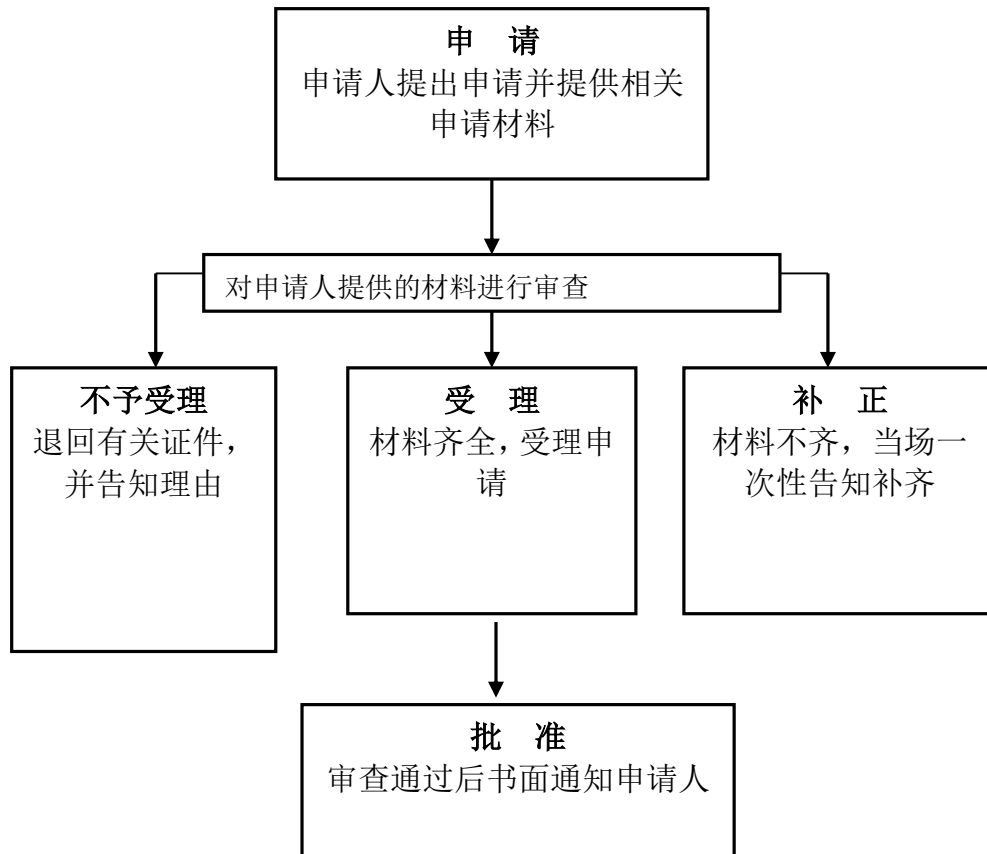 申 请
申请人提出申请并提供相关
申请材料
对申请人提供的材料进行审查
不予受理
退回有关证件，
并告知理由
受 理
材料齐全，受理申
请
补 正
材料不齐，当场一
次性告知补齐
批 准
审查通过后书面通知申请人